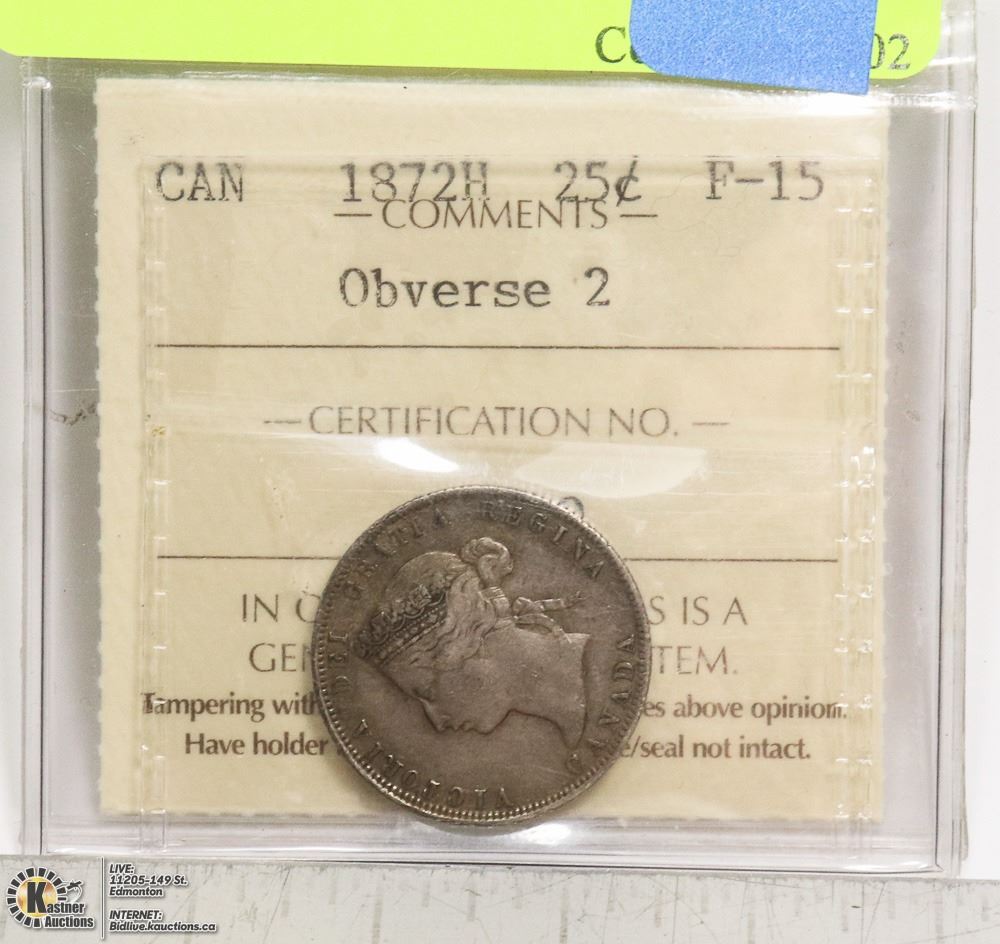 02
CAN 1872H 25¢ F-15
— COMMENTS —
Obverse 2
--- CERTIFICATION NO. —
IN S IS A
GEN TEM.
Tampering with es above opinion.
Have holder e/seal not intact.
VICTORIA DEI GRATIA REGINA
CANADA
Kastner
Auctions
LIVE:
11205-149 St.
Edmonton
INTERNET:
Bidlive.kauctions.ca